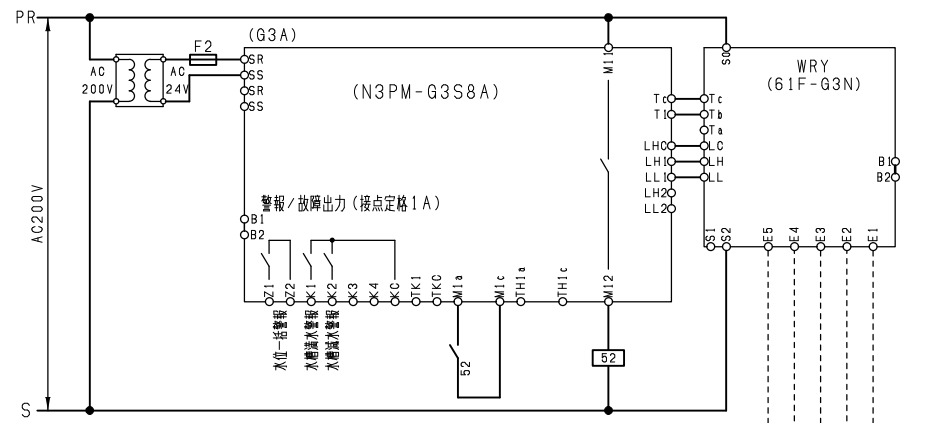 PR
(G3A)
F2
SR
SS
SR
SS
AC
200V
AC
24V
(N3PM-G3S8A)
M11
S0
WRY
(61F-G3N)
Tc
T1
LHC
LH1
LL1
LH2
LL2
Tc
Tb
Ta
LC
LH
LL
B1
B2
AC200V
警報/故障出力(接点定格1A)
B1
B2
Z1
Z2
K1
K2
K3
K4
KC
TK1
TKC
M1a
M1c
TH1a
TH1c
M12
S1
S2
E5
E4
E3
E2
E1
水位一括警報
水槽満水警報
水槽減水警報
52
52
S